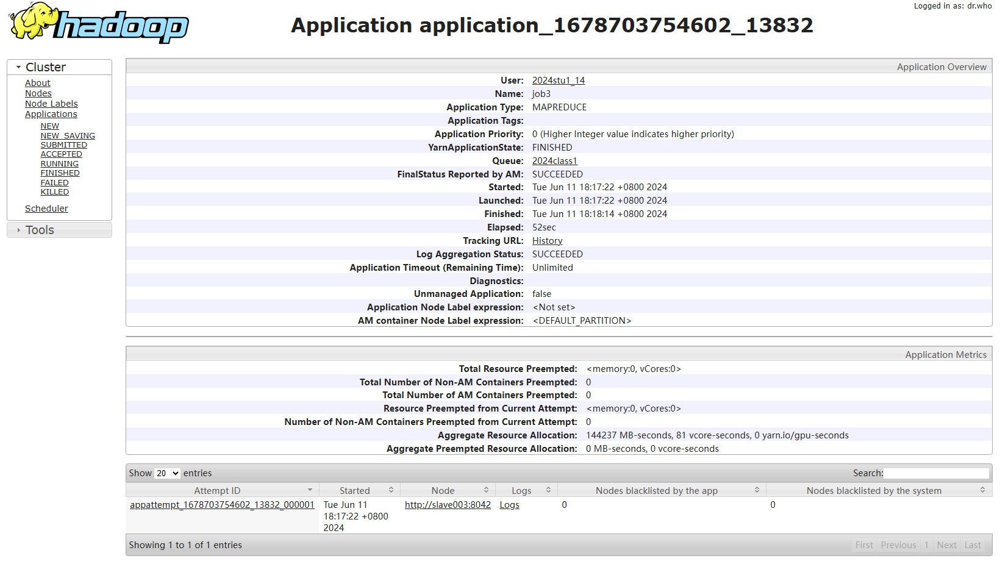 Logged in as: dr.who
hadoop
Application application_1678703754602_13832
Cluster
About
Nodes
Node Labels
Applications
NEW
NEW_SAVING
SUBMITTED
ACCEPTED
RUNNING
FINISHED
FAILED
KILLED
Scheduler
Tools
Application Overview
User: 2024stu1_14
Name: job3
Application Type: MAPREDUCE
Application Tags:
Application Priority: 0 (Higher Integer value indicates higher priority)
YarnApplicationState: FINISHED
Queue: 2024class1
FinalStatus Reported by AM: SUCCEEDED
Started: Tue Jun 11 18:17:22 +0800 2024
Launched: Tue Jun 11 18:17:22 +0800 2024
Finished: Tue Jun 11 18:18:14 +0800 2024
Elapsed: 52sec
Tracking URL: History
Log Aggregation Status: SUCCEEDED
Application Timeout (Remaining Time): Unlimited
Diagnostics:
Unmanaged Application: false
Application Node Label expression: <Not set>
AM container Node Label expression: <DEFAULT_PARTITION>
Application Metrics
Total Resource Preempted: <memory:0, vCores:0>
Total Number of Non-AM Containers Preempted: 0
Total Number of AM Containers Preempted: 0
Resource Preempted from Current Attempt: <memory:0, vCores:0>
Number of Non-AM Containers Preempted from Current Attempt: 0
Aggregate Resource Allocation: 144237 MB-seconds, 81 vcore-seconds, 0 yarn.io/gpu-seconds
Aggregate Preempted Resource Allocation: 0 MB-seconds, 0 vcore-seconds
Show 20 entries Search:
Attempt ID Started Node Logs Nodes blacklisted by the app Nodes blacklisted by the system
appattempt_1678703754602_13832_000001 Tue Jun 11 http://slave003:8042 Logs 0 0
18:17:22 +0800
2024
Showing 1 to 1 of 1 entries First Previous 1 Next Last